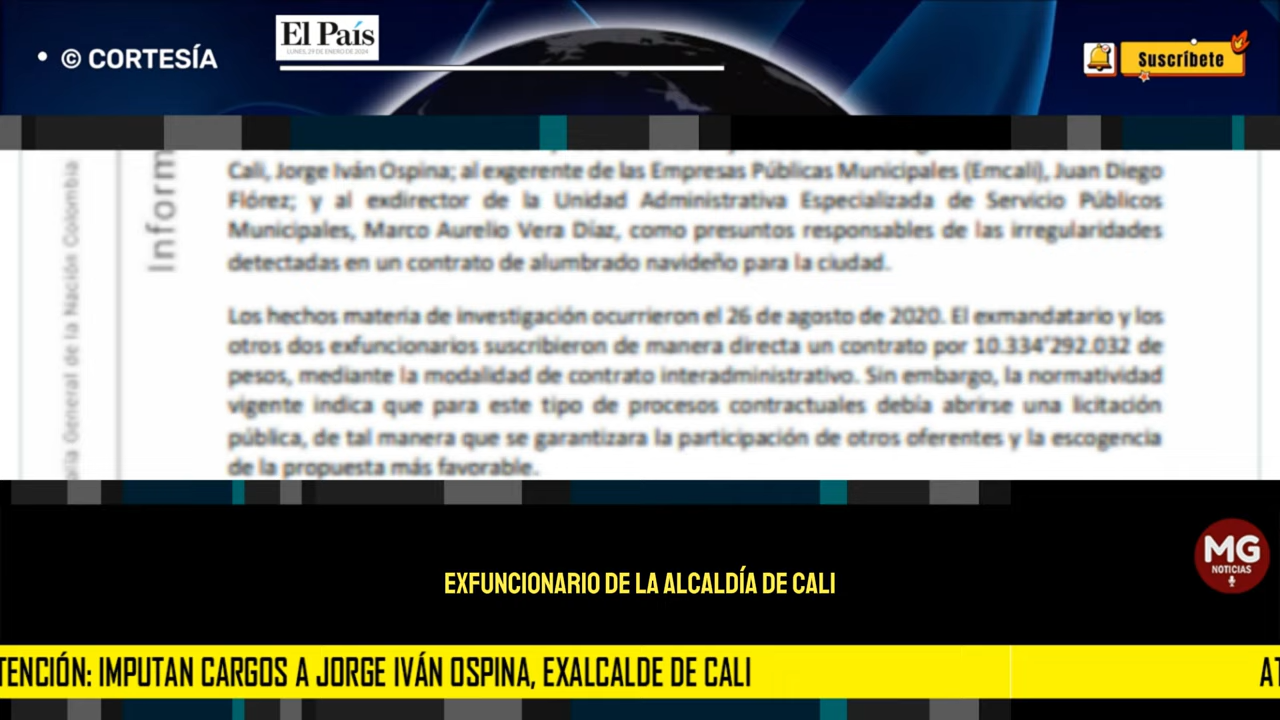 • © CORTESÍA
El País
LUNES, 29 DE ENERO DE 2024
Suscríbete
Inform
General de la Nación Colombia
Cali, Jorge Iván Ospina; al exgerente de las Empresas Públicas Municipales (Emcali), Juan Diego
Flórez; y al exdirector de la Unidad Administrativa Especializada de Servicio Públicos
Municipales, Marco Aurelio Vera Díaz, como presuntos responsables de las irregularidades
detectadas en un contrato de alumbrado navideño para la ciudad.
Los hechos materia de investigación ocurrieron el 26 de agosto de 2020. El exmandatario y los
otros dos exfuncionarios suscribieron de manera directa un contrato por 10.334'292.032 de
pesos, mediante la modalidad de contrato interadministrativo. Sin embargo, la normatividad
vigente indica que para este tipo de procesos contractuales debía abrirse una licitación
pública, de tal manera que se garantizara la participación de otros oferentes y la escogencia
de la propuesta más favorable.
MG
NOTICIAS
EXFUNCIONARIO DE LA ALCALDÍA DE CALI
TENCIÓN: IMPUTAN CARGOS A JORGE IVÁN OSPINA, EXALCALDE DE CALI
AT